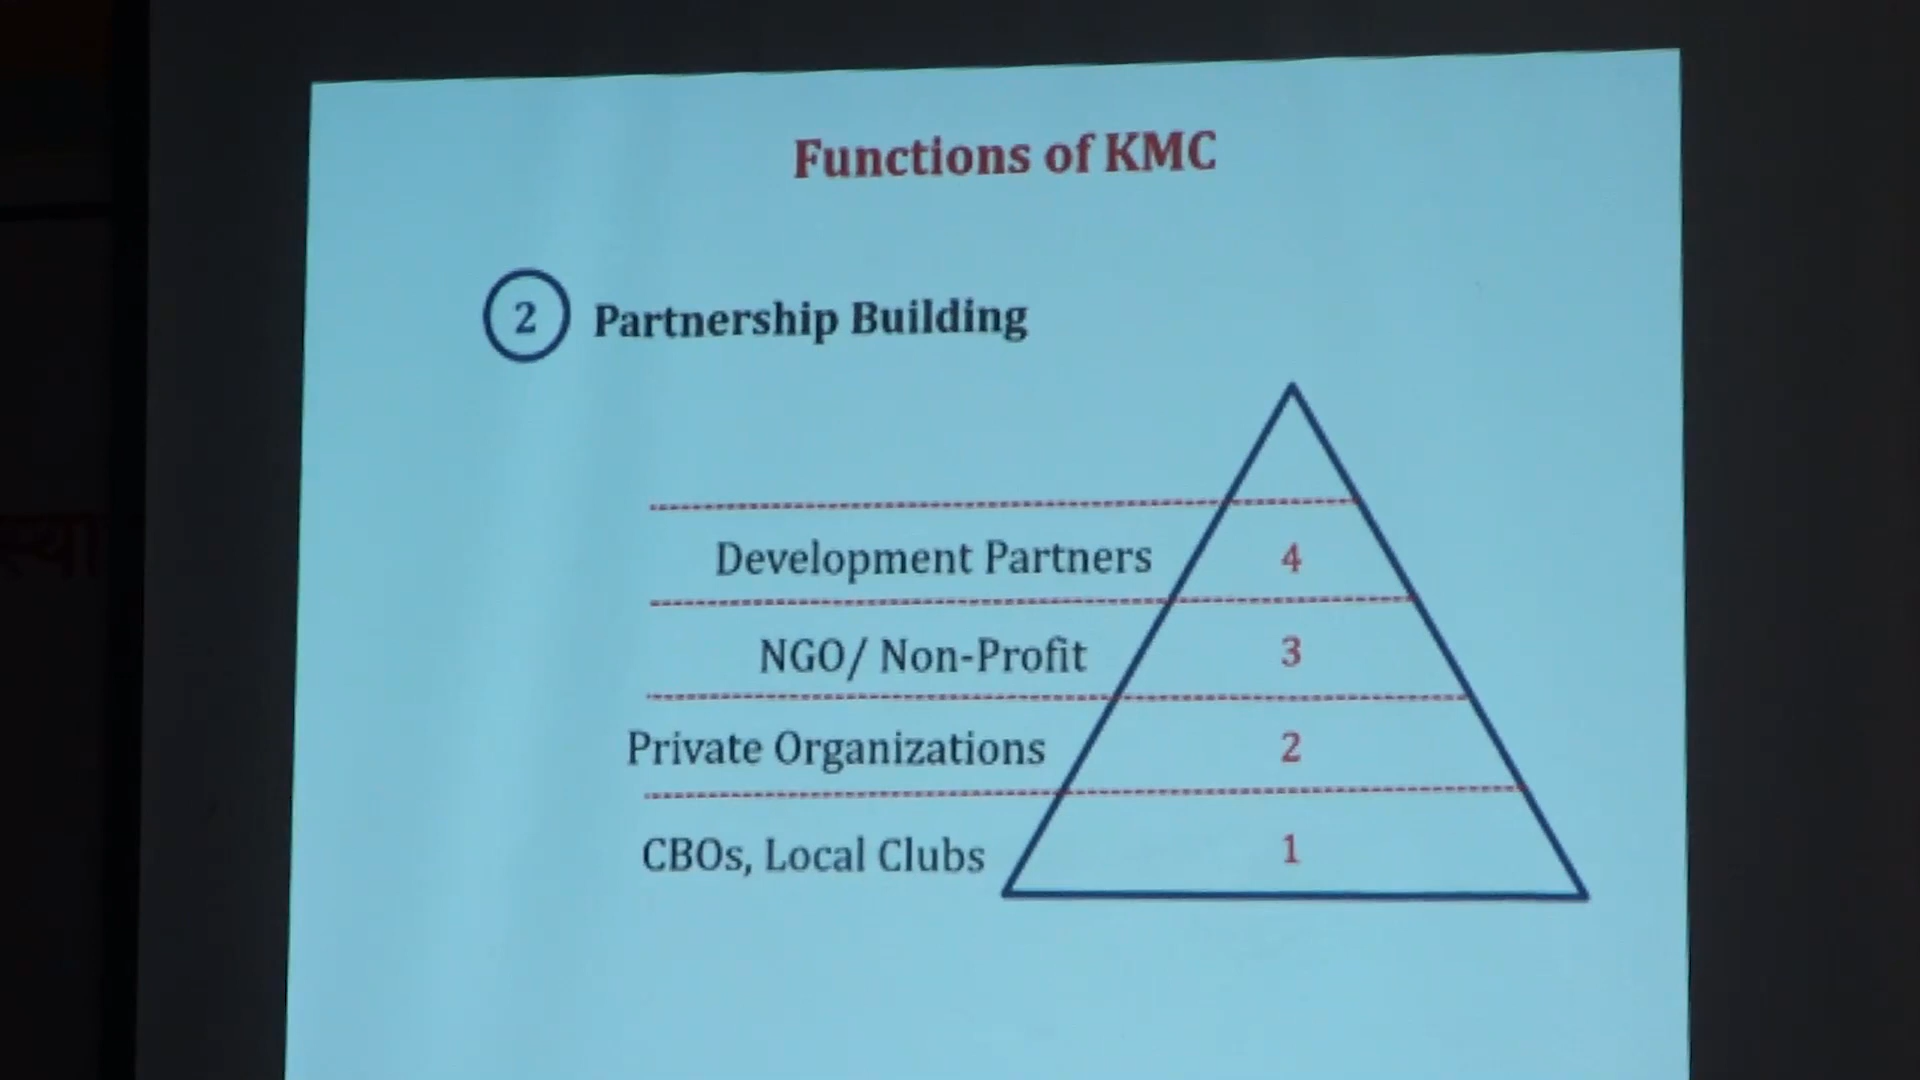 Functions of KMC
2 Partnership Building
Development Partners 4
NGO/ Non-Profit 3
Private Organizations 2
CBOs, Local Clubs 1